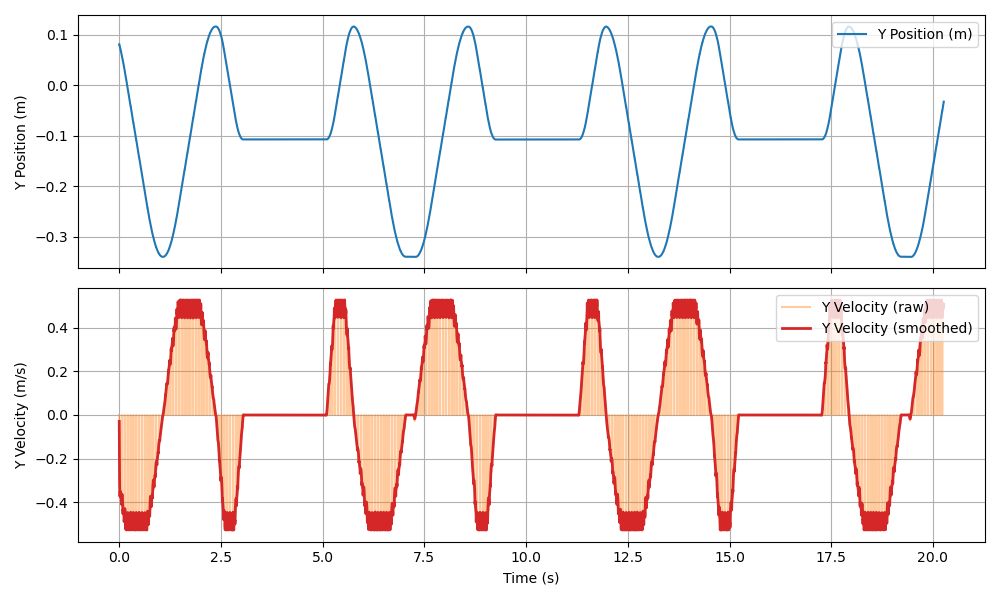 0.1
0.0
−0.1
−0.2
−0.3
Y Position (m)
Y Position (m)
0.4
0.2
0.0
−0.2
−0.4
Y Velocity (m/s)
Y Velocity (raw)
Y Velocity (smoothed)
0.0 2.5 5.0 7.5 10.0 12.5 15.0 17.5 20.0
Time (s)